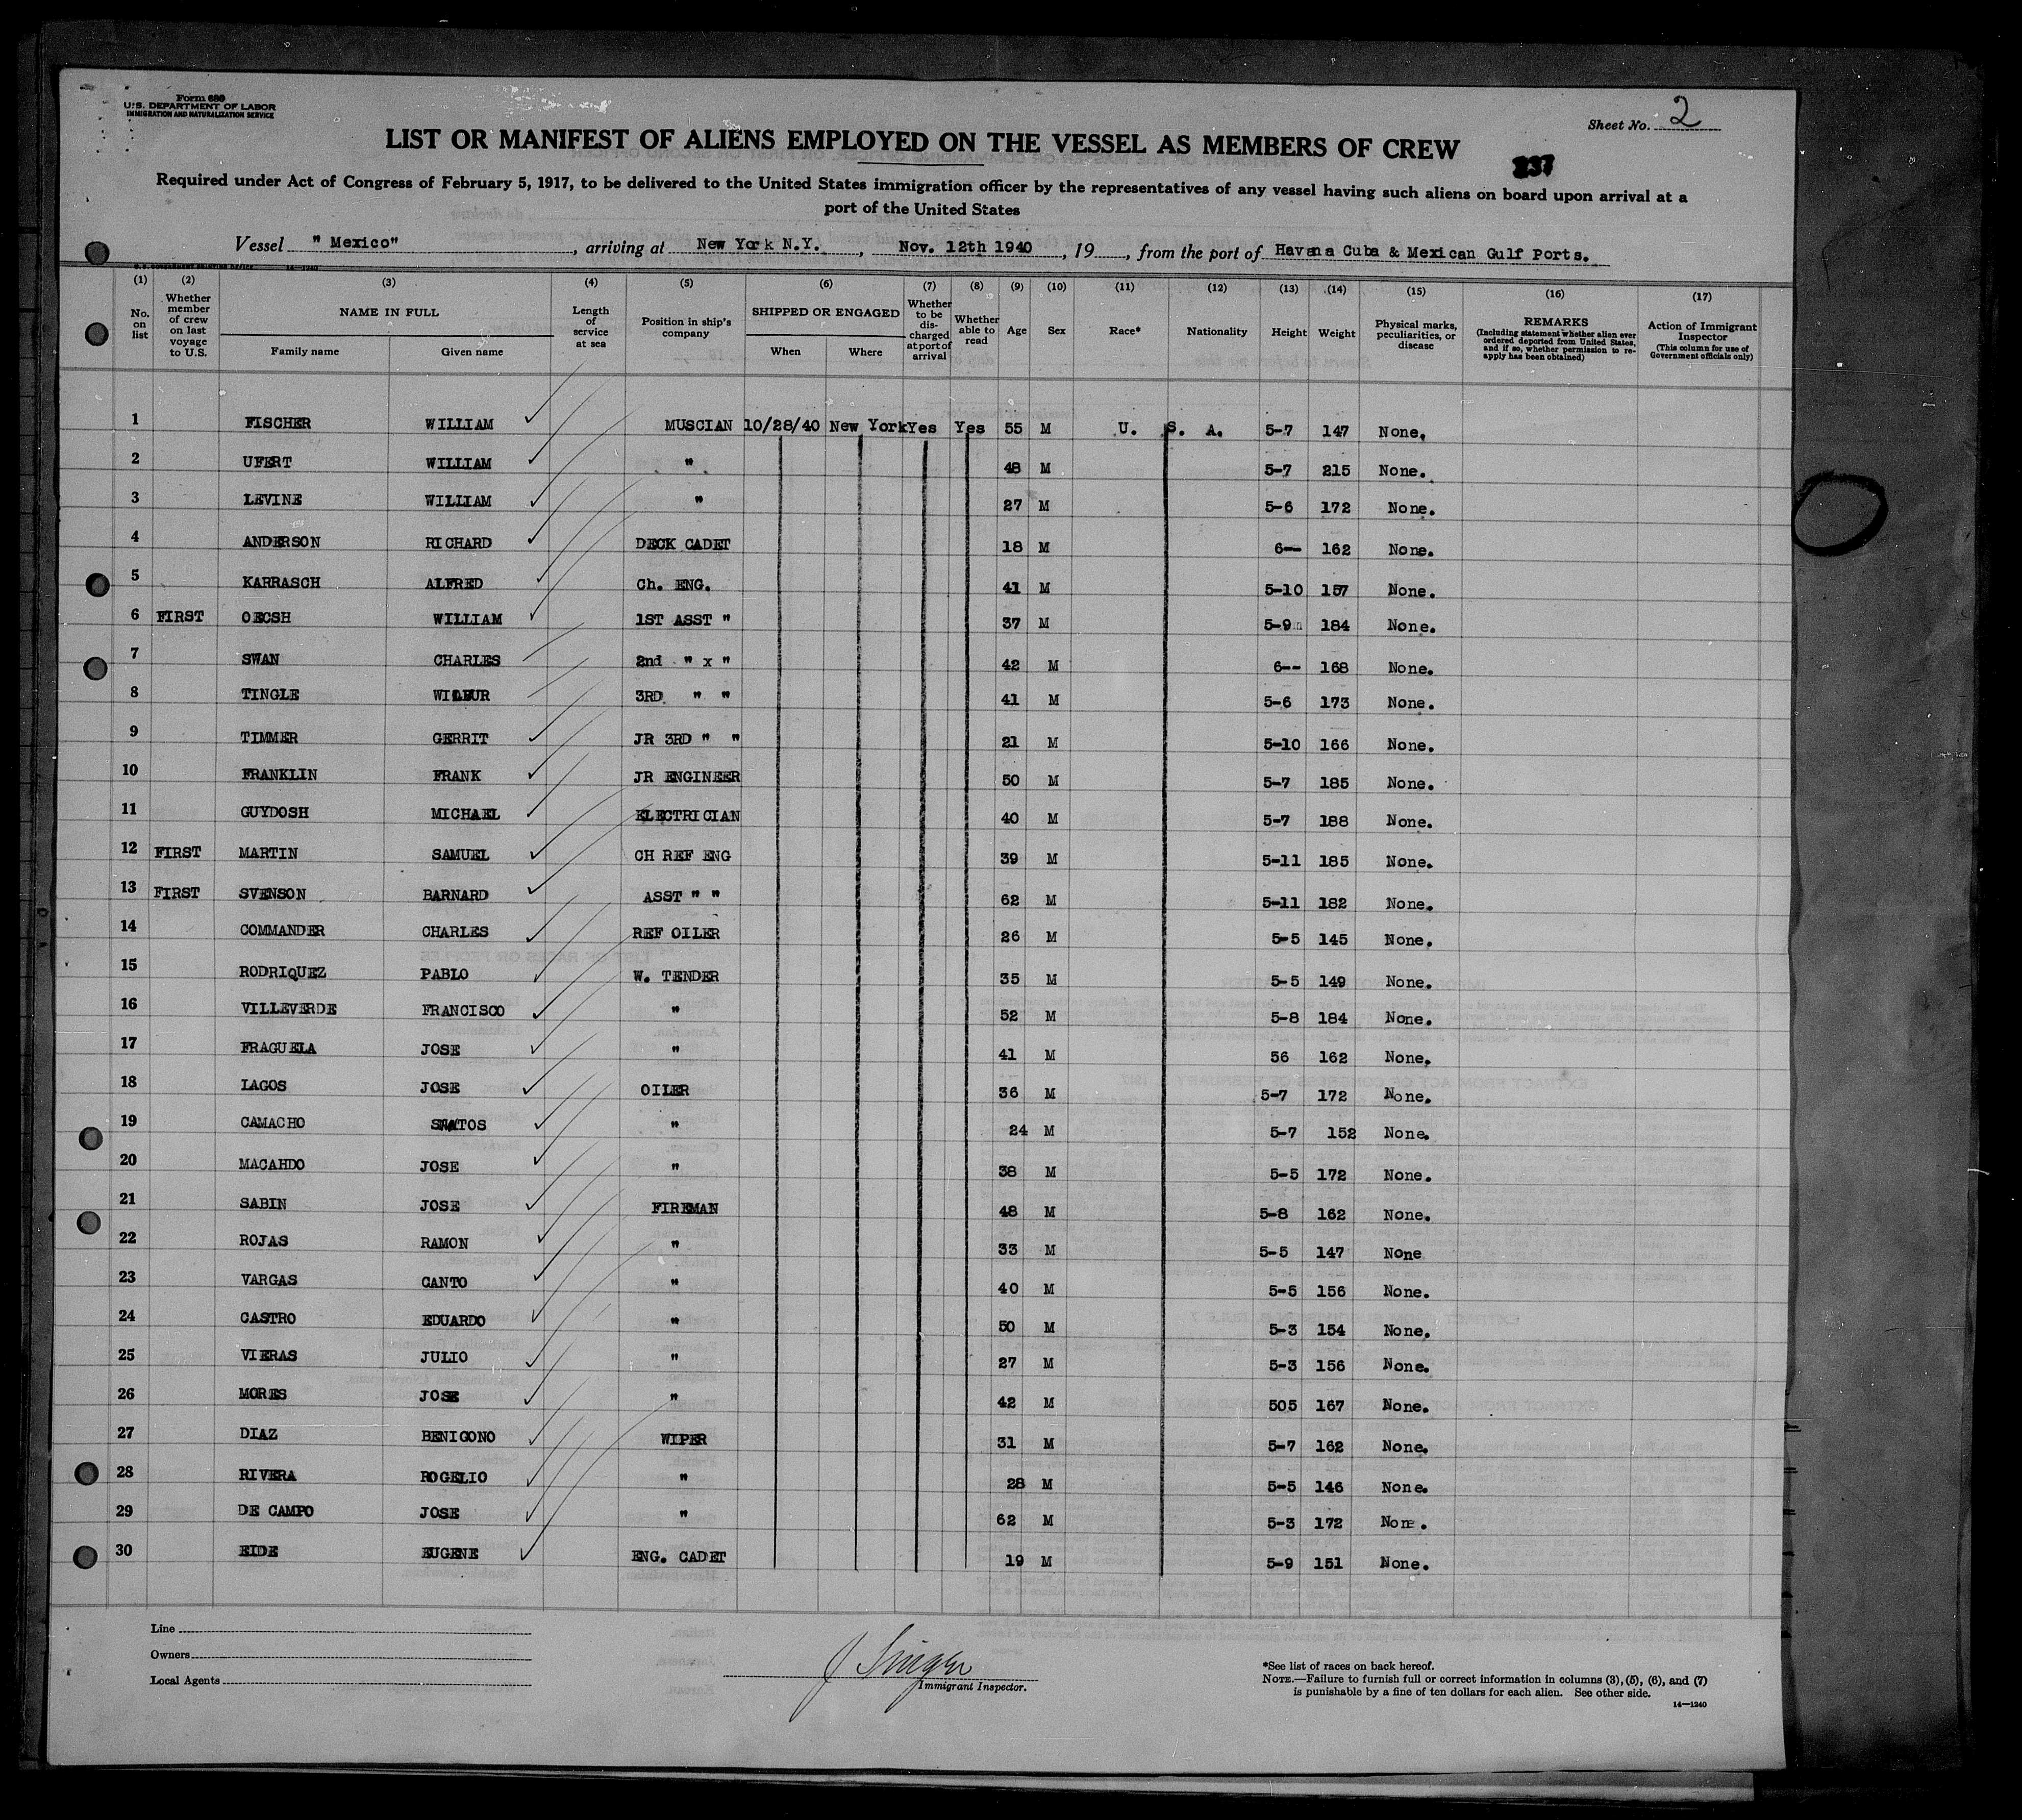 Form 680
U.S. DEPARTMENT OF LABOR
IMMIGRATION AND NATURALIZATION SERVICE
Sheet No. 2
LIST OR MANIFEST OF ALIENS EMPLOYED ON THE VESSEL AS MEMBERS OF CREW
237
Required under Act of Congress of February 5, 1917, to be delivered to the United States immigration officer by the representatives of any vessel having such aliens on board upon arrival at a
port of the United States
Vessel "Mexico", arriving at New York N.Y., Nov. 12th 1940, 19, from the port of Havana Cuba & Mexican Gulf Ports.
(1) (2) (3) (4) (5) (6) (7) (8) (9) (10) (11) (12) (13) (14) (15) (16) (17)
No. on list Whether member of crew on last voyage to U.S. NAME IN FULL Family name Given name Length of service at sea Position in ship's company SHIPPED OR ENGAGED When Where Whether to be discharged at port of arrival Whether able to read Age Sex Race* Nationality Height Weight Physical marks, peculiarities, or disease REMARKS (Including statement whether alien ever ordered deported from United States, and if so, whether permission to reapply has been obtained) Action of Immigrant Inspector (This column for use of Government officials only)
1 FISCHER WILLIAM MUSCIAN 10/28/40 New York Yes Yes 55 M U. S. A. 5-7 147 None.
2 UFERT WILLIAM " 48 M 5-7 215 None.
3 LEVINE WILLIAM " 27 M 5-6 172 None.
4 ANDERSON RICHARD DECK CADET 18 M 6-- 162 None.
5 KARRASCH ALFRED Ch. ENG. 41 M 5-10 157 None.
6 FIRST OECSH WILLIAM 1ST ASST " 37 M 5-9 184 None.
7 SWAN CHARLES 2nd " x " 42 M 6-- 168 None.
8 TINGLE WILBUR 3RD " " 41 M 5-6 173 None.
9 TIMMER GERRIT JR 3RD " " 21 M 5-10 166 None.
10 FRANKLIN FRANK JR ENGINEER 50 M 5-7 185 None.
11 GUYDOSH MICHAEL ELECTRICIAN 40 M 5-7 188 None.
12 FIRST MARTIN SAMUEL CH REF ENG 39 M 5-11 185 None.
13 FIRST SVENSON BARNARD ASST " " 62 M 5-11 182 None.
14 COMMANDER CHARLES REF OILER 26 M 5-5 145 None.
15 RODRIQUEZ PABLO W. TENDER 35 M 5-5 149 None.
16 VILLEVERDE FRANCISCO " 52 M 5-8 184 None.
17 FRAGUELA JOSE " 41 M 56 162 None.
18 LAGOS JOSE OILER 36 M 5-7 172 None.
19 CAMACHO " 24 M 5-7 152 None.
20 MACAHDO JOSE " 38 M 5-5 172 None.
21 SABIN JOSE FIREMAN 48 M 5-8 162 None.
22 ROJAS RAMON " 33 M 5-5 147 None
23 VARGAS CANTO " 40 M 5-5 156 None.
24 CASTRO EDUARDO " 50 M 5-3 154 None.
25 VIERAS JULIO " 27 M 5-3 156 None.
26 MORES JOSE " 42 M 505 167 None.
27 DIAZ BENIGONO WIPER 31 M 5-7 162 None.
28 RIVERA ROGELIO " 28 M 5-5 146 None.
29 DE CAMPO JOSE " 62 M 5-3 172 None.
30 EIDE EUGENE ENG. CADET 19 M 5-9 151 None.
Line
Owners
Local Agents
J Singer
Immigrant Inspector.
*See list of races on back hereof.
NOTE.—Failure to furnish full or correct information in columns (3), (5), (6), and (7)
is punishable by a fine of ten dollars for each alien. See other side.
14—1240